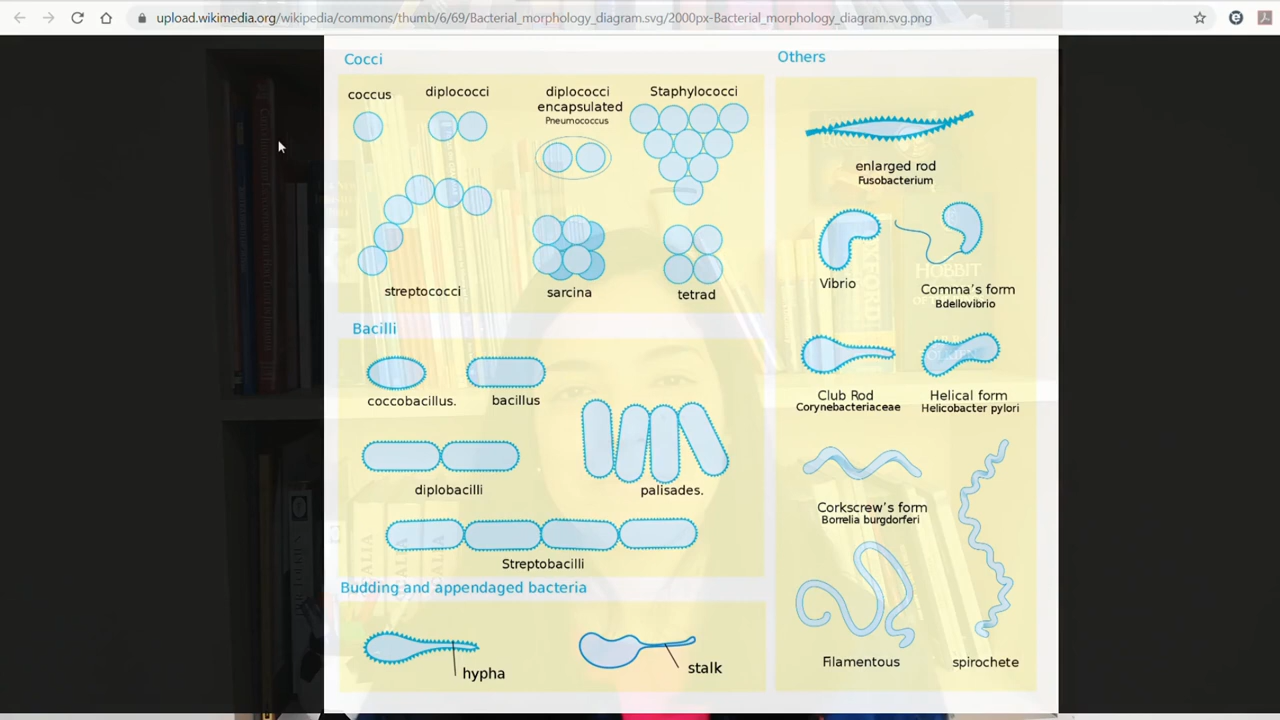 upload.wikimedia.org/wikipedia/commons/thumb/6/69/Bacterial_morphology_diagram.svg/2000px-Bacterial_morphology_diagram.svg.png
Cocci
coccus
diplococci
diplococci
encapsulated
Pneumococcus
Staphylococci
streptococci
sarcina
tetrad
Bacilli
coccobacillus.
bacillus
diplobacilli
palisades.
Streptobacilli
Budding and appendaged bacteria
hypha
stalk
Others
enlarged rod
Fusobacterium
Vibrio
HOBBIT
Comma's form
Bdellovibrio
Club Rod
Corynebacteriaceae
Helical form
Helicobacter pylori
Corkscrew's form
Borrelia burgdorferi
Filamentous
spirochete